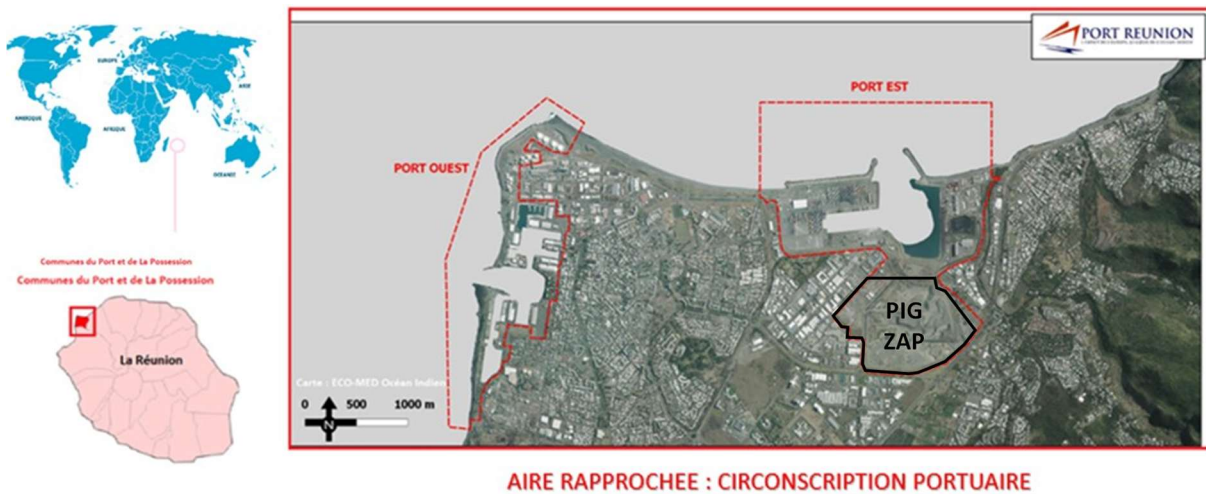 EUROPE
ASIE
AMERIQUE
AFRIQUE
OCEANIE
Communes du Port et de La Possession
Communes du Port et de La Possession
La Réunion
PORT REUNION
PORT EST
PORT OUEST
PIG
ZAP
Carte : ECO-MED Océan Indien
0 500 1000 m
N
AIRE RAPPROCHEE : CIRCONSCRIPTION PORTUAIRE